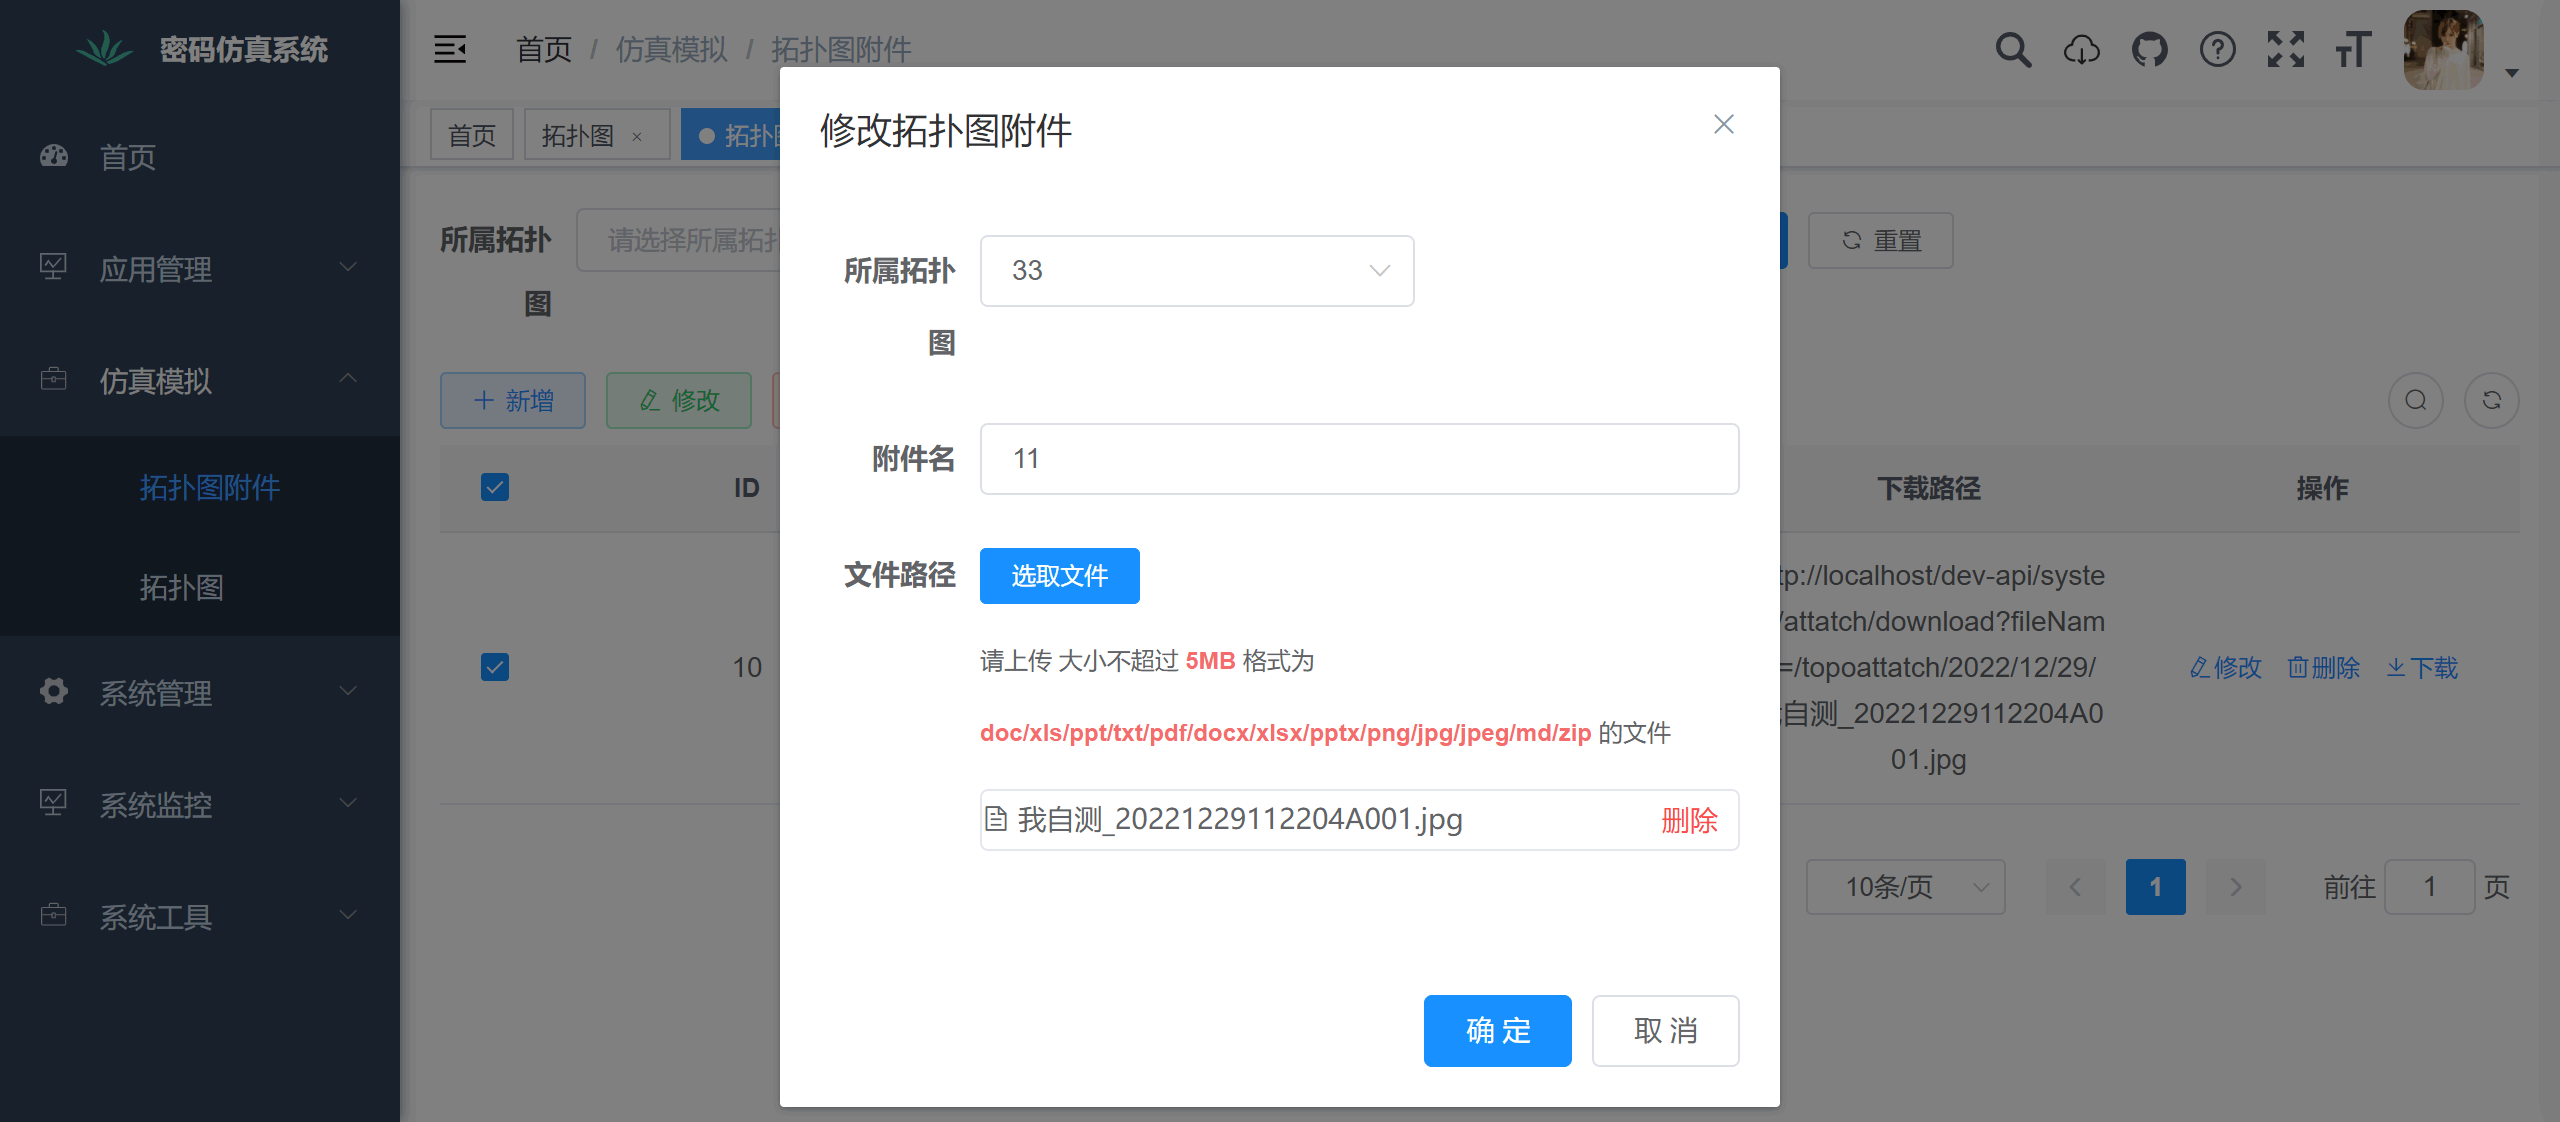 密码仿真系统
首页
应用管理
仿真模拟
拓扑图附件
拓扑图
系统管理
系统监控
系统工具
首页 / 仿真模拟 / 拓扑图附件
首页
拓扑图 ×
拓扑
所属拓扑
图
请选择所属拓
重置
新增
修改
ID
下载路径
操作
10
tp://localhost/dev-api/syste
/attatch/download?fileNam
=/topoattatch/2022/12/29/
自测_20221229112204A0
01.jpg
修改 删除 下载
10条/页
1
前往 1 页
修改拓扑图附件
所属拓扑
图
33
附件名
11
文件路径
选取文件
请上传 大小不超过 5MB 格式为
doc/xls/ppt/txt/pdf/docx/xlsx/pptx/png/jpg/jpeg/md/zip 的文件
我自测_20221229112204A001.jpg
删除
确 定
取 消